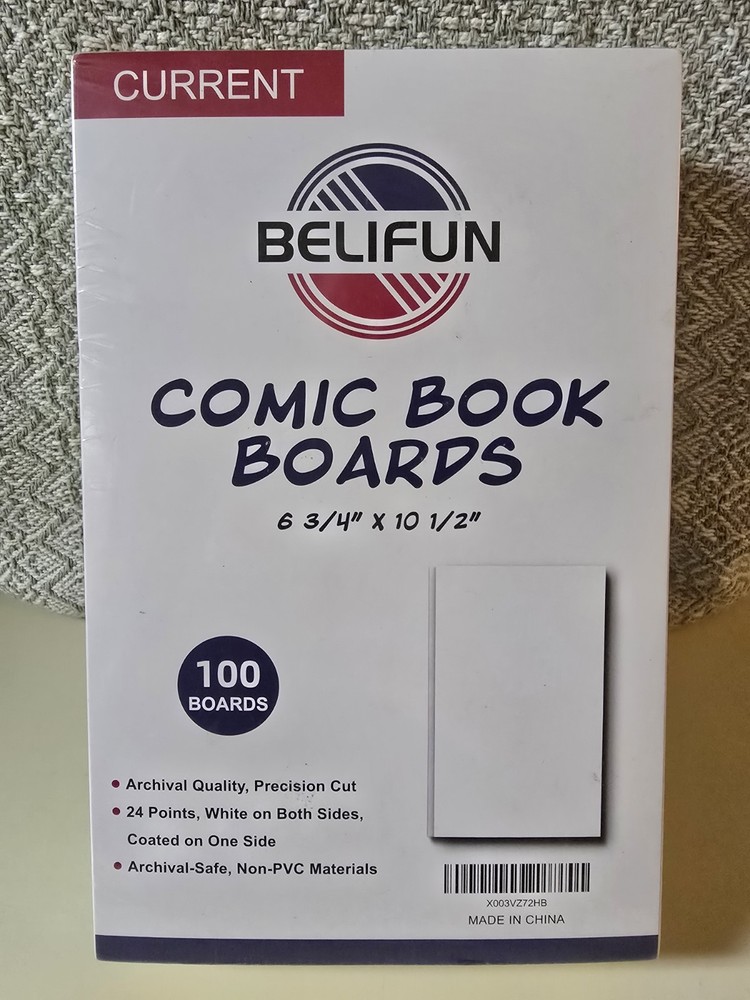 CURRENT
BELIFUN
COMIC BOOK
BOARDS
6 3/4" X 10 1/2"
100
BOARDS
Archival Quality, Precision Cut
24 Points, White on Both Sides,
Coated on One Side
Archival-Safe, Non-PVC Materials
X003VZ72HB
MADE IN CHINA